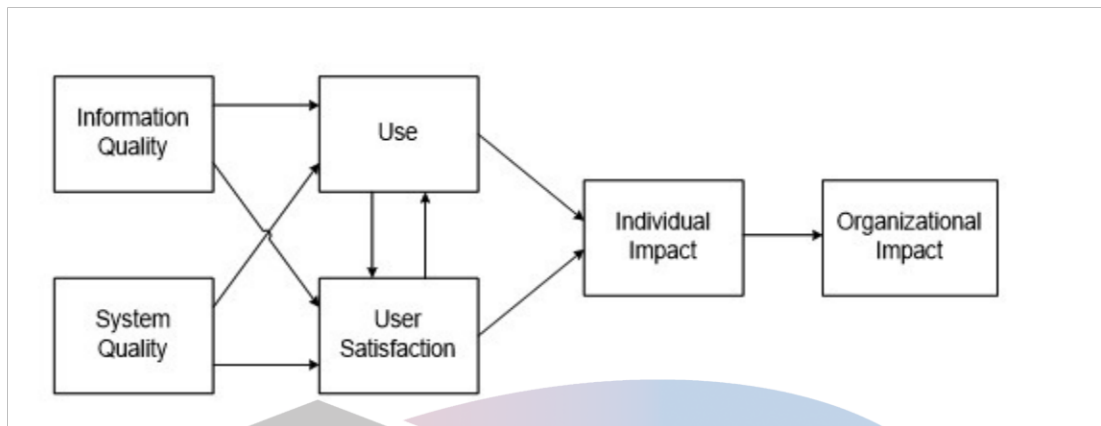 Information
Quality
Use
System
Quality
User
Satisfaction
Individual
Impact
Organizational
Impact